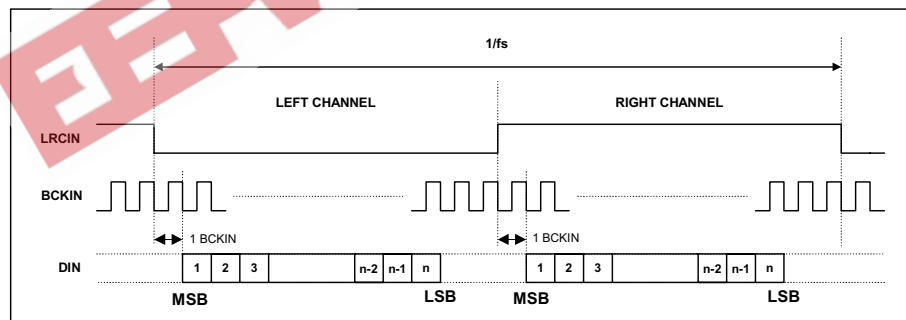 1/fs
LEFT CHANNEL RIGHT CHANNEL
LRCIN
BCKIN
1 BCKIN 1 BCKIN
DIN 1 2 3 n-2 n-1 n 1 2 3 n-2 n-1 n
MSB LSB MSB LSB